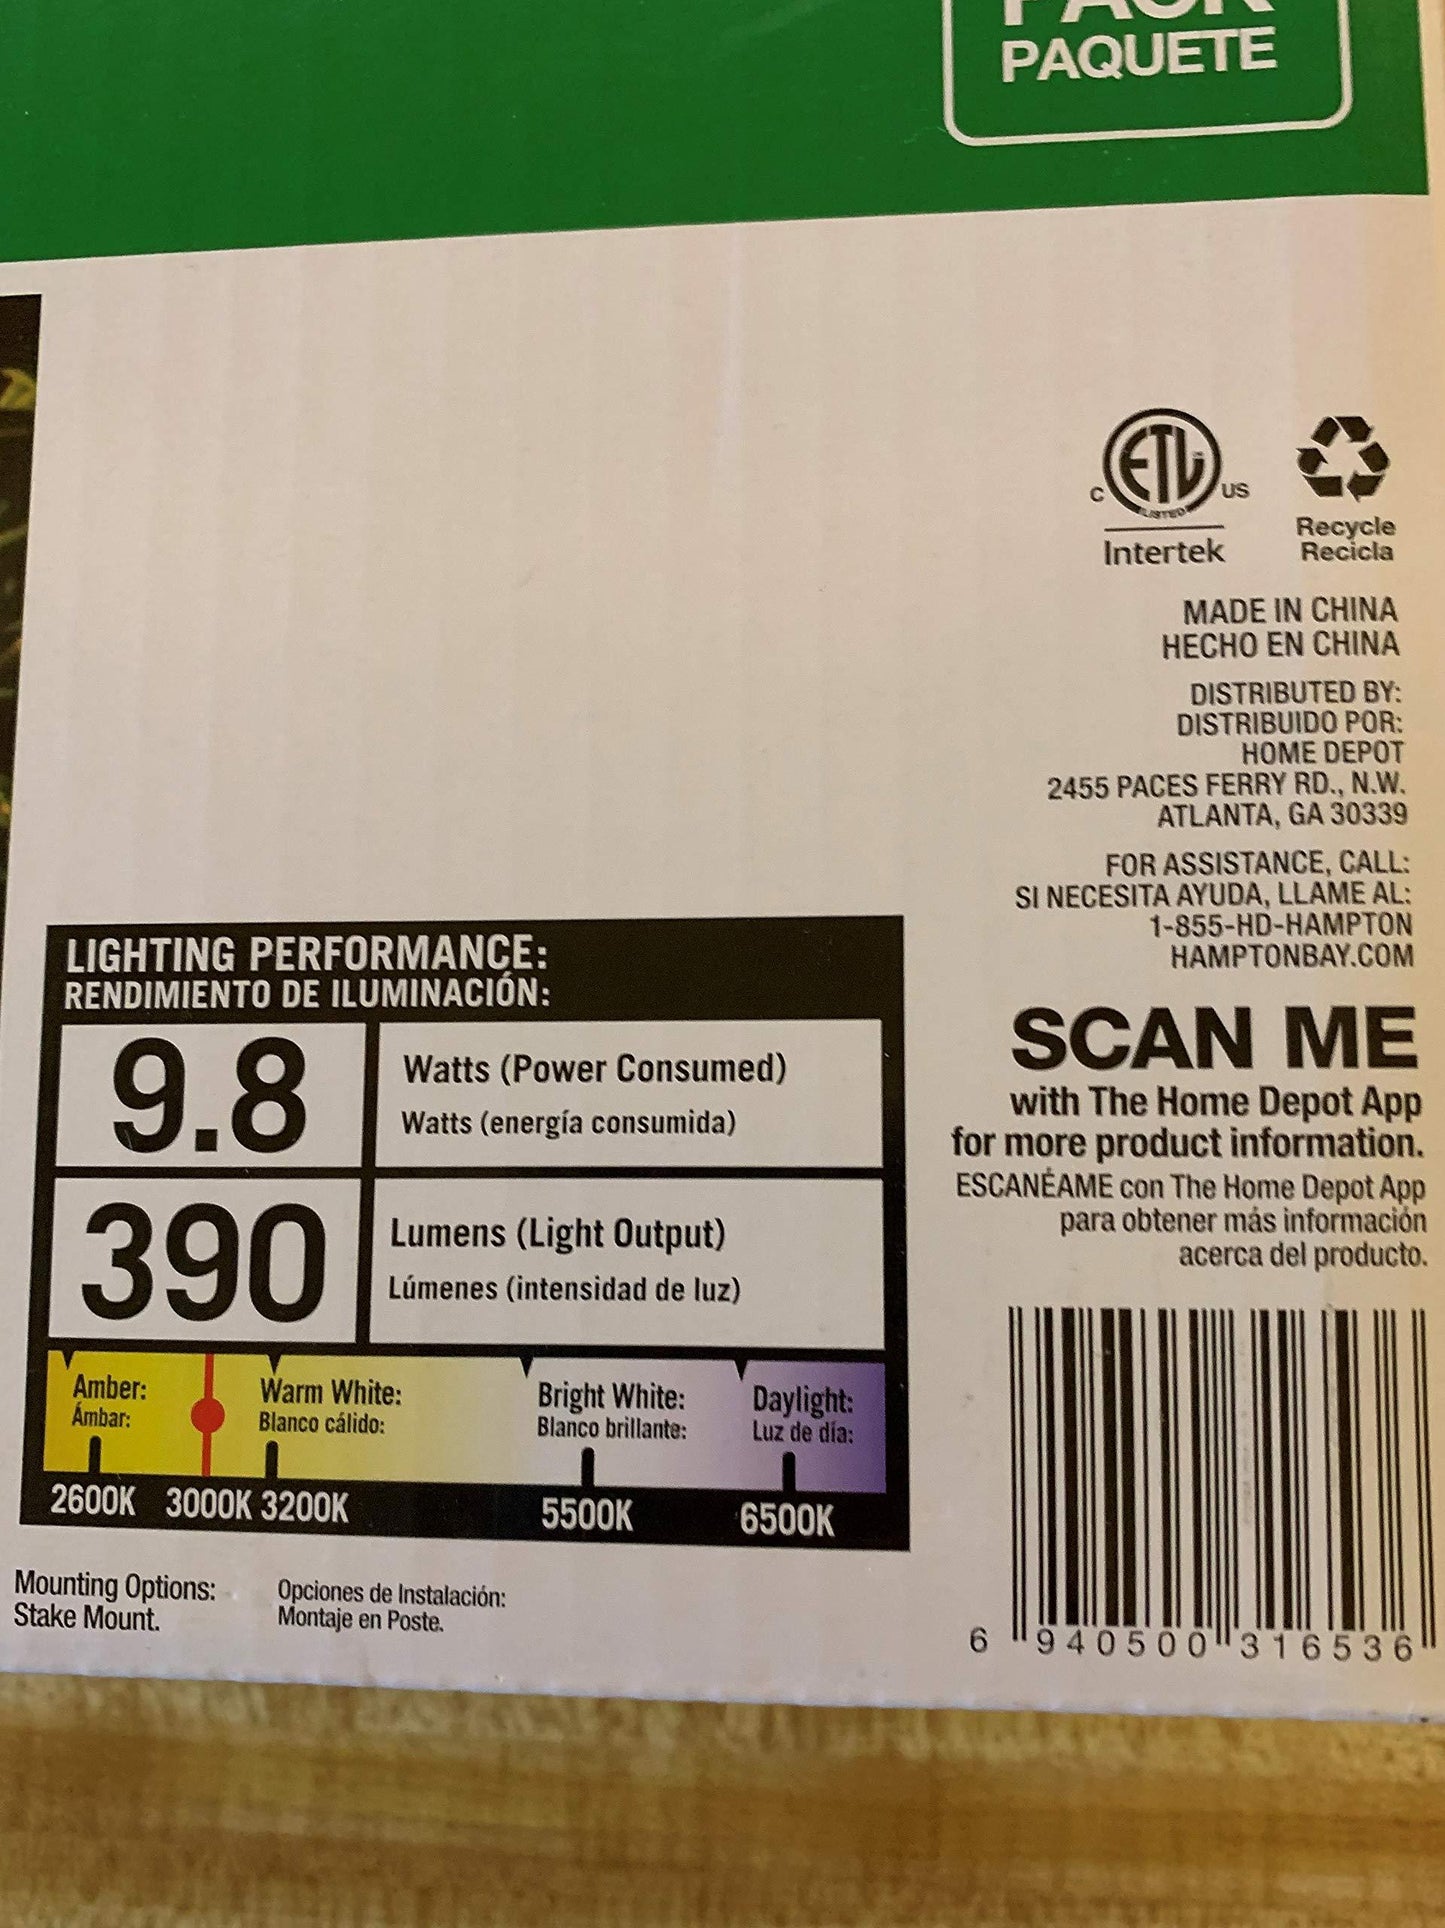 PACK
PAQUETE
C ETL US
LISTED
Intertek
Recycle
Recicla
MADE IN CHINA
HECHO EN CHINA
DISTRIBUTED BY:
DISTRIBUIDO POR:
HOME DEPOT
2455 PACES FERRY RD., N.W.
ATLANTA, GA 30339
FOR ASSISTANCE, CALL:
SI NECESITA AYUDA, LLAME AL:
1-855-HD-HAMPTON
HAMPTONBAY.COM
SCAN ME
with The Home Depot App
for more product information.
ESCANÉAME con The Home Depot App
para obtener más información
acerca del producto.
6 940500 316536
LIGHTING PERFORMANCE:
RENDIMIENTO DE ILUMINACIÓN:
9.8
Watts (Power Consumed)
Watts (energía consumida)
390
Lumens (Light Output)
Lúmenes (intensidad de luz)
Amber:
Ámbar:
Warm White:
Blanco cálido:
Bright White:
Blanco brillante:
Daylight:
Luz de día:
2600K 3000K 3200K 5500K 6500K
Mounting Options:
Stake Mount.
Opciones de Instalación:
Montaje en Poste.